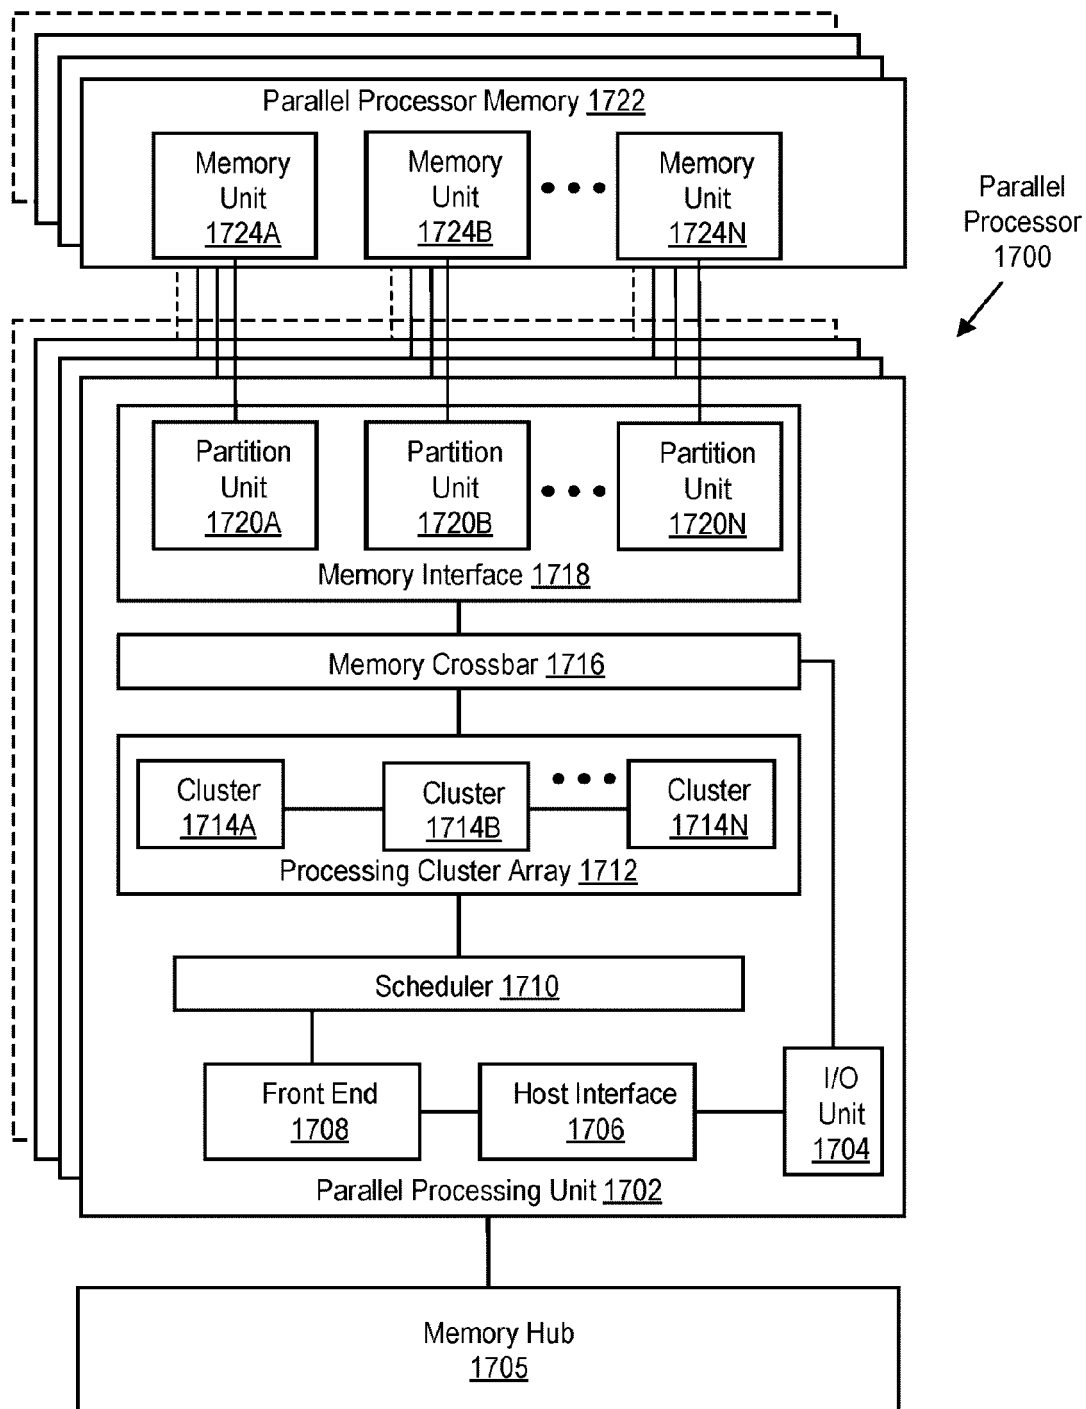 Parallel Processor Memory 1722
Memory
Unit
1724A
Memory
Unit
1724B
Memory
Unit
1724N
Parallel
Processor
1700
Partition
Unit
1720A
Partition
Unit
1720B
Partition
Unit
1720N
Memory Interface 1718
Memory Crossbar 1716
Cluster
1714A
Cluster
1714B
Cluster
1714N
Processing Cluster Array 1712
Scheduler 1710
Front End
1708
Host Interface
1706
I/O
Unit
1704
Parallel Processing Unit 1702
Memory Hub
1705